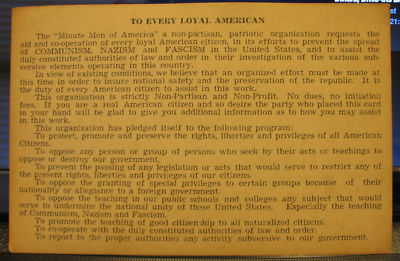 TO EVERY LOYAL AMERICAN
The "Minute Men of America" a non-partisan, patriotic organization requests the
aid and cooperation of every loyal American citizen, in its efforts to prevent the spread
of COMMUNISM, NAZISM and FASCISM in the United States, and to assist the
duly constituted authorities of law and order in their investigation of the various sub-
versive elements operating in this country.
In view of existing conditions, we believe that an organized effort must be made at
this time in order to insure national safety and the preservation of the republic. It is
the duty of every American citizen to assist in this work.
This organization is strictly Non-Partisan and Non-Profit. No dues, no initiation
fees. If you are a real American citizen and so desire the party who placed this card
in your hand will be glad to give you additional information as to how you may assist
in this work.
This organization has pledged itself to the following program:
To protect, promote and preserve the rights, liberties and privileges of all American
Citizens.
To oppose any person or group of persons who seek by their acts or teachings to
oppose or destroy our government.
To prevent the passing of any legislation or acts that would serve to restrict any of
the present rights, liberties and privileges of our citizens.
To oppose the granting of special privileges to certain groups because of their
nationality or allegiance to a foreign government.
To oppose the teaching in our public schools and colleges any subject that would
serve to undermine the national unity of these United States. Especially the teaching
of Communism, Nazism and Fascism.
To promote the teaching of good citizenship to all naturalized citizens.
To co-operate with the duly constituted authorities of law and order.
To report to the proper authorities any activity subversive to our government.